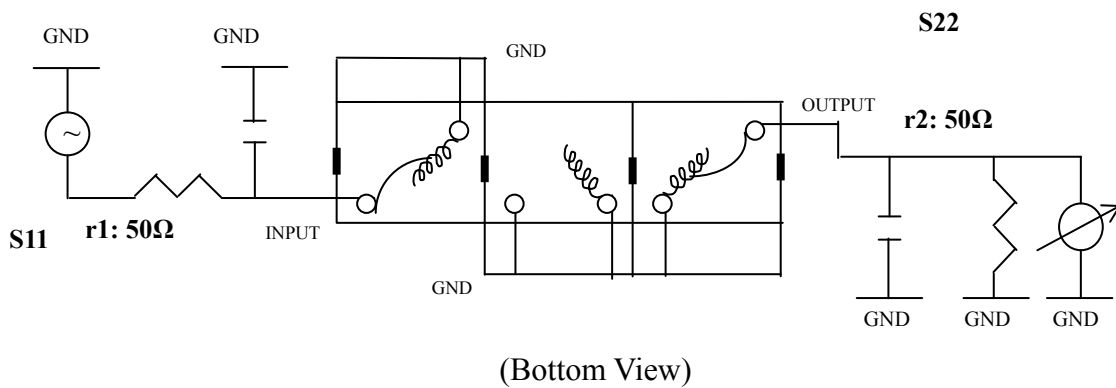 S22
GND
GND
GND
OUTPUT
r2: 50Ω
~
S11
r1: 50Ω
INPUT
GND
GND
GND
GND
(Bottom View)